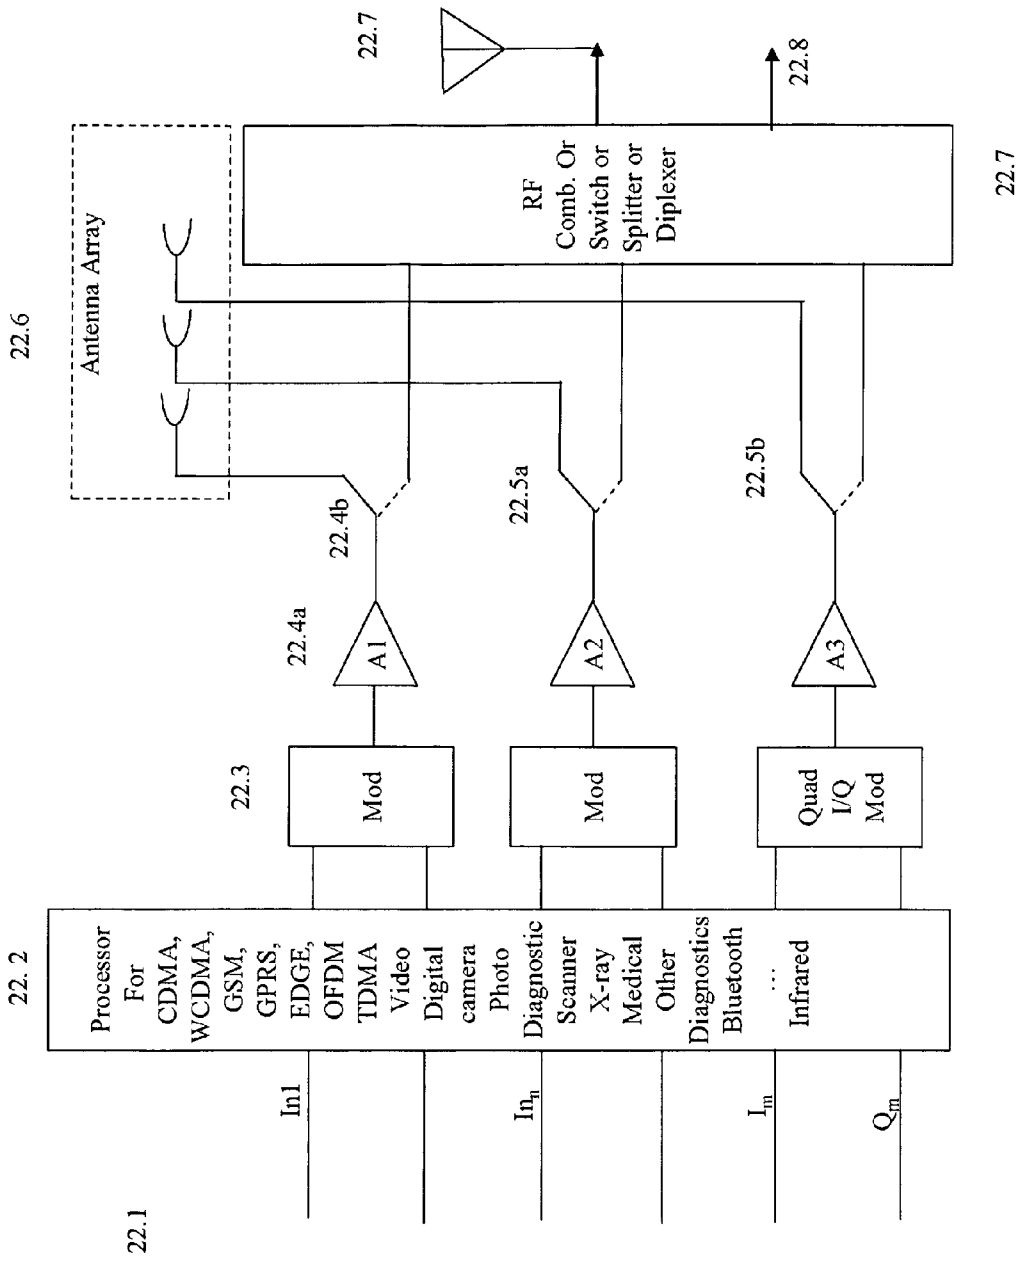 22.1
22. 2
Processor
For
CDMA,
WCDMA,
GSM,
GPRS,
EDGE,
OFDM
TDMA
Video
Digital
camera
Photo
Diagnostic
Scanner
X-ray
Medical
Other
Diagnostics
Bluetooth
...
Infrared
In1
Inn
Im
Qm
22.3
Mod
Mod
Quad
I/Q
Mod
22.4a
A1
A2
A3
22.4b
22.5a
22.5b
22.6
Antenna Array
RF
Comb. Or
Switch or
Splitter or
Diplexer
22.7
22.7
22.8